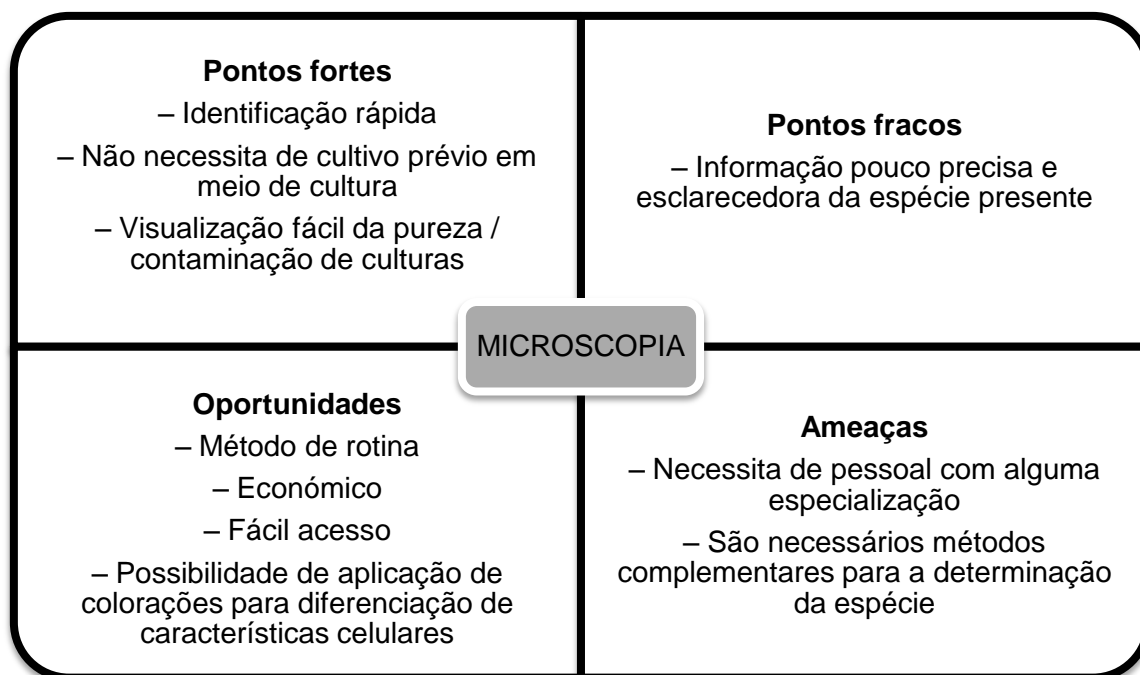 Pontos fortes
– Identificação rápida
– Não necessita de cultivo prévio em
meio de cultura
– Visualização fácil da pureza /
contaminação de culturas
Pontos fracos
– Informação pouco precisa e
esclarecedora da espécie presente
MICROSCOPIA
Oportunidades
– Método de rotina
– Económico
– Fácil acesso
– Possibilidade de aplicação de
colorações para diferenciação de
características celulares
Ameaças
– Necessita de pessoal com alguma
especialização
– São necessários métodos
complementares para a determinação
da espécie